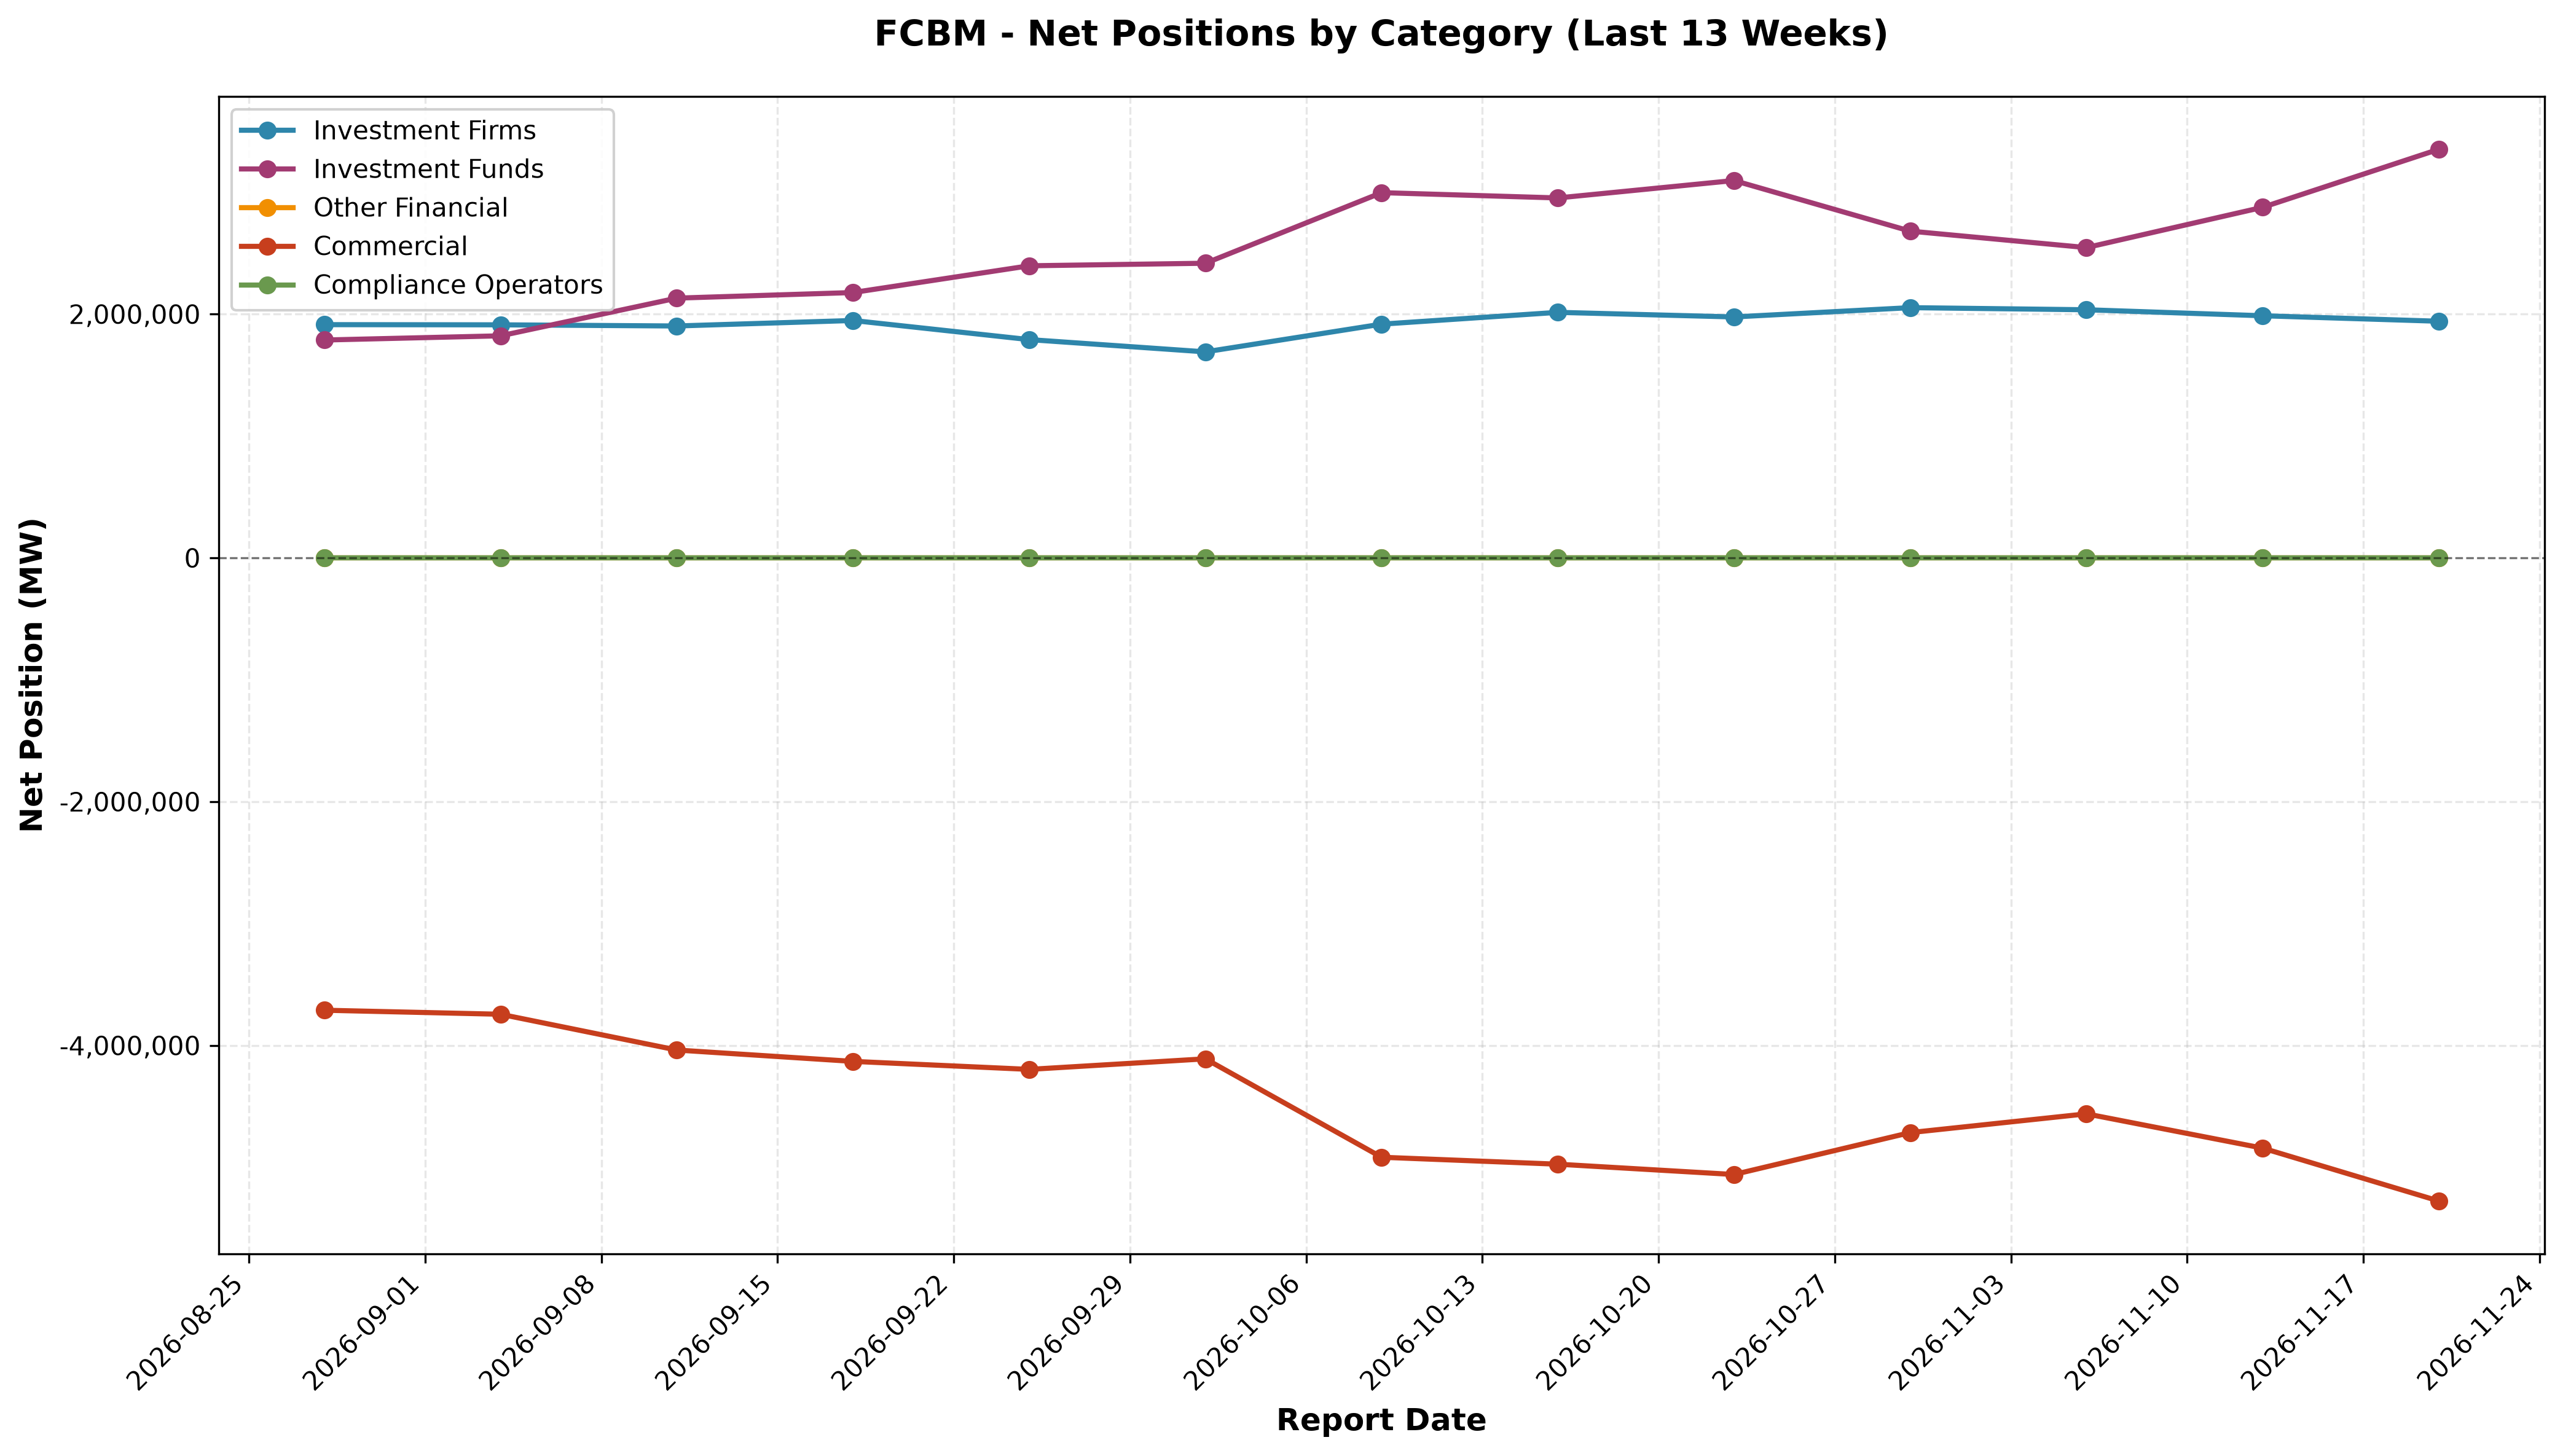 FCBM - Net Positions by Category (Last 13 Weeks)
Investment Firms
Investment Funds
Other Financial
Commercial
Compliance Operators
Net Position (MW)
2,000,000
0
-2,000,000
-4,000,000
2026-08-25
2026-09-01
2026-09-08
2026-09-15
2026-09-22
2026-09-29
2026-10-06
2026-10-13
2026-10-20
2026-10-27
2026-11-03
2026-11-10
2026-11-17
2026-11-24
Report Date